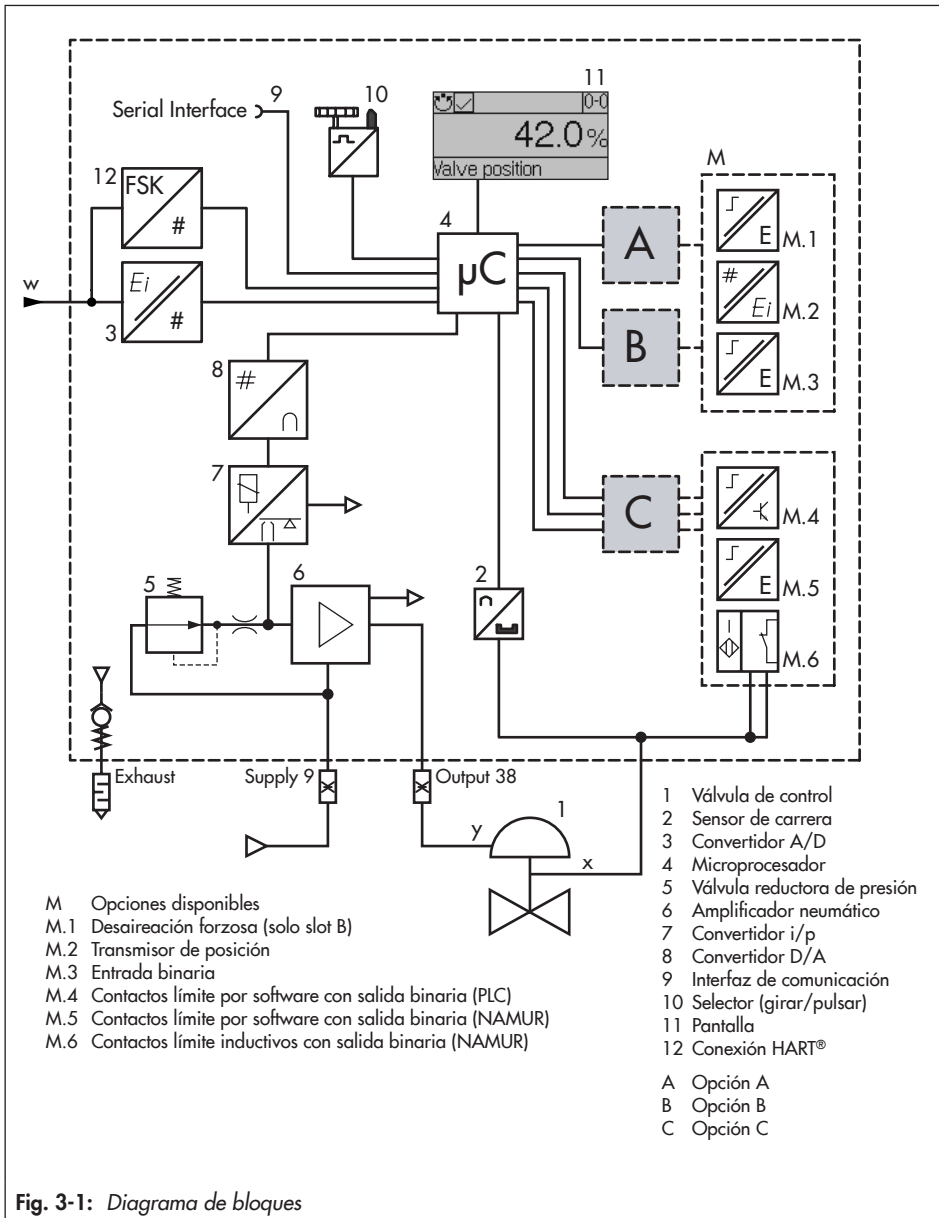 9
10
11
Serial Interface
0-0
42.0%
Valve position
M
12
FSK
#
4
µC
A
E
M.1
w
Ei
#
3
#
Ei
M.2
B
E
M.3
8
#
7
C
M.4
5
6
2
E
M.5
M.6
Exhaust
Supply 9
Output 38
y
1
x
1 Válvula de control
2 Sensor de carrera
3 Convertidor A/D
4 Microprocesador
5 Válvula reductora de presión
6 Amplificador neumático
7 Convertidor i/p
8 Convertidor D/A
9 Interfaz de comunicación
10 Selector (girar/pulsar)
11 Pantalla
12 Conexión HART®
A Opción A
B Opción B
C Opción C
M Opciones disponibles
M.1 Desaireación forzosa (solo slot B)
M.2 Transmisor de posición
M.3 Entrada binaria
M.4 Contactos límite por software con salida binaria (PLC)
M.5 Contactos límite por software con salida binaria (NAMUR)
M.6 Contactos límite inductivos con salida binaria (NAMUR)
Fig. 3-1: Diagrama de bloques